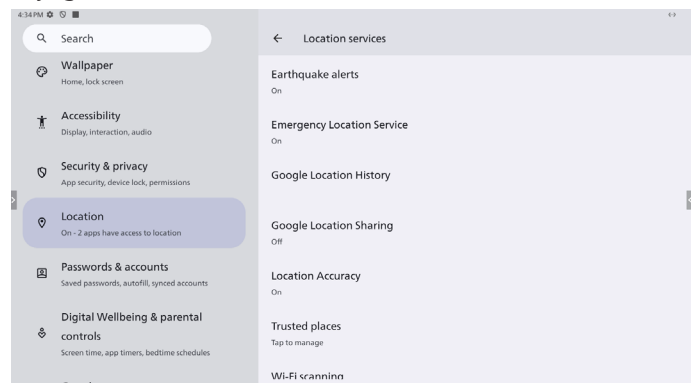 4:34 PM
Search
Wallpaper
Home, lock screen
Accessibility
Display, interaction, audio
Security & privacy
App security, device lock, permissions
Location
On - 2 apps have access to location
Passwords & accounts
Saved passwords, autofill, synced accounts
Digital Wellbeing & parental
controls
Screen time, app timers, bedtime schedules
Location services
Earthquake alerts
On
Emergency Location Service
On
Google Location History
Google Location Sharing
Off
Location Accuracy
On
Trusted places
Tap to manage
Wi-Fi scanning